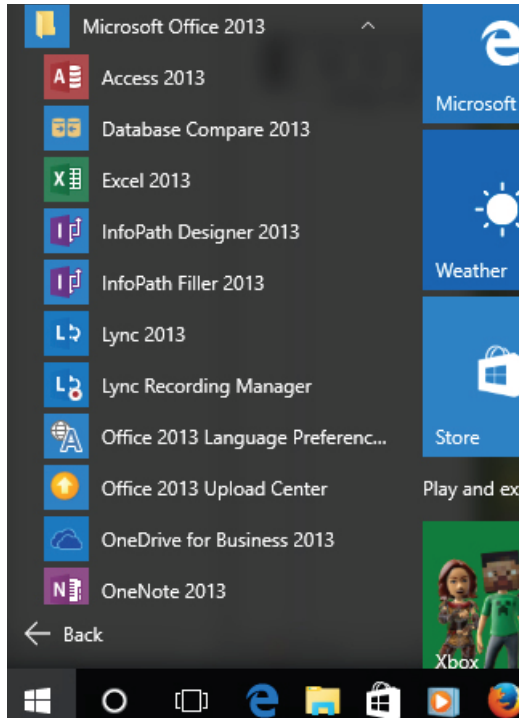 Microsoft Office 2013
Access 2013
Database Compare 2013
Excel 2013
InfoPath Designer 2013
InfoPath Filler 2013
Lync 2013
Lync Recording Manager
Office 2013 Language Preferenc...
Office 2013 Upload Center
OneDrive for Business 2013
OneNote 2013
Back
Microsoft
Weather
Store
Play and ex
Xbox